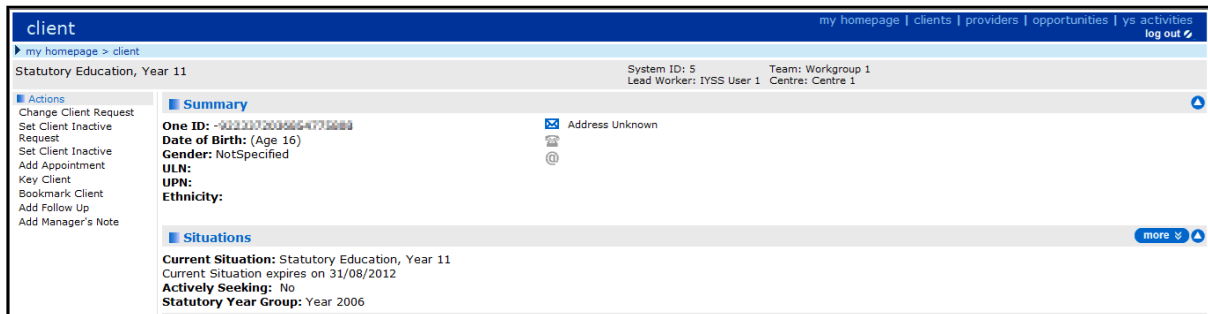 client
my homepage | clients | providers | opportunities | ys activities
log out
my homepage > client
Statutory Education, Year 11
System ID: 5 Team: Workgroup 1
Lead Worker: IYSS User 1 Centre: Centre 1
Actions
Change Client Request
Set Client Inactive
Request
Set Client Inactive
Add Appointment
Key Client
Bookmark Client
Add Follow Up
Add Manager's Note
Summary
One ID:
Date of Birth: (Age 16)
Gender: NotSpecified
ULN:
UPN:
Ethnicity:
Address Unknown
@
Situations
more
Current Situation: Statutory Education, Year 11
Current Situation expires on 31/08/2012
Actively Seeking: No
Statutory Year Group: Year 2006